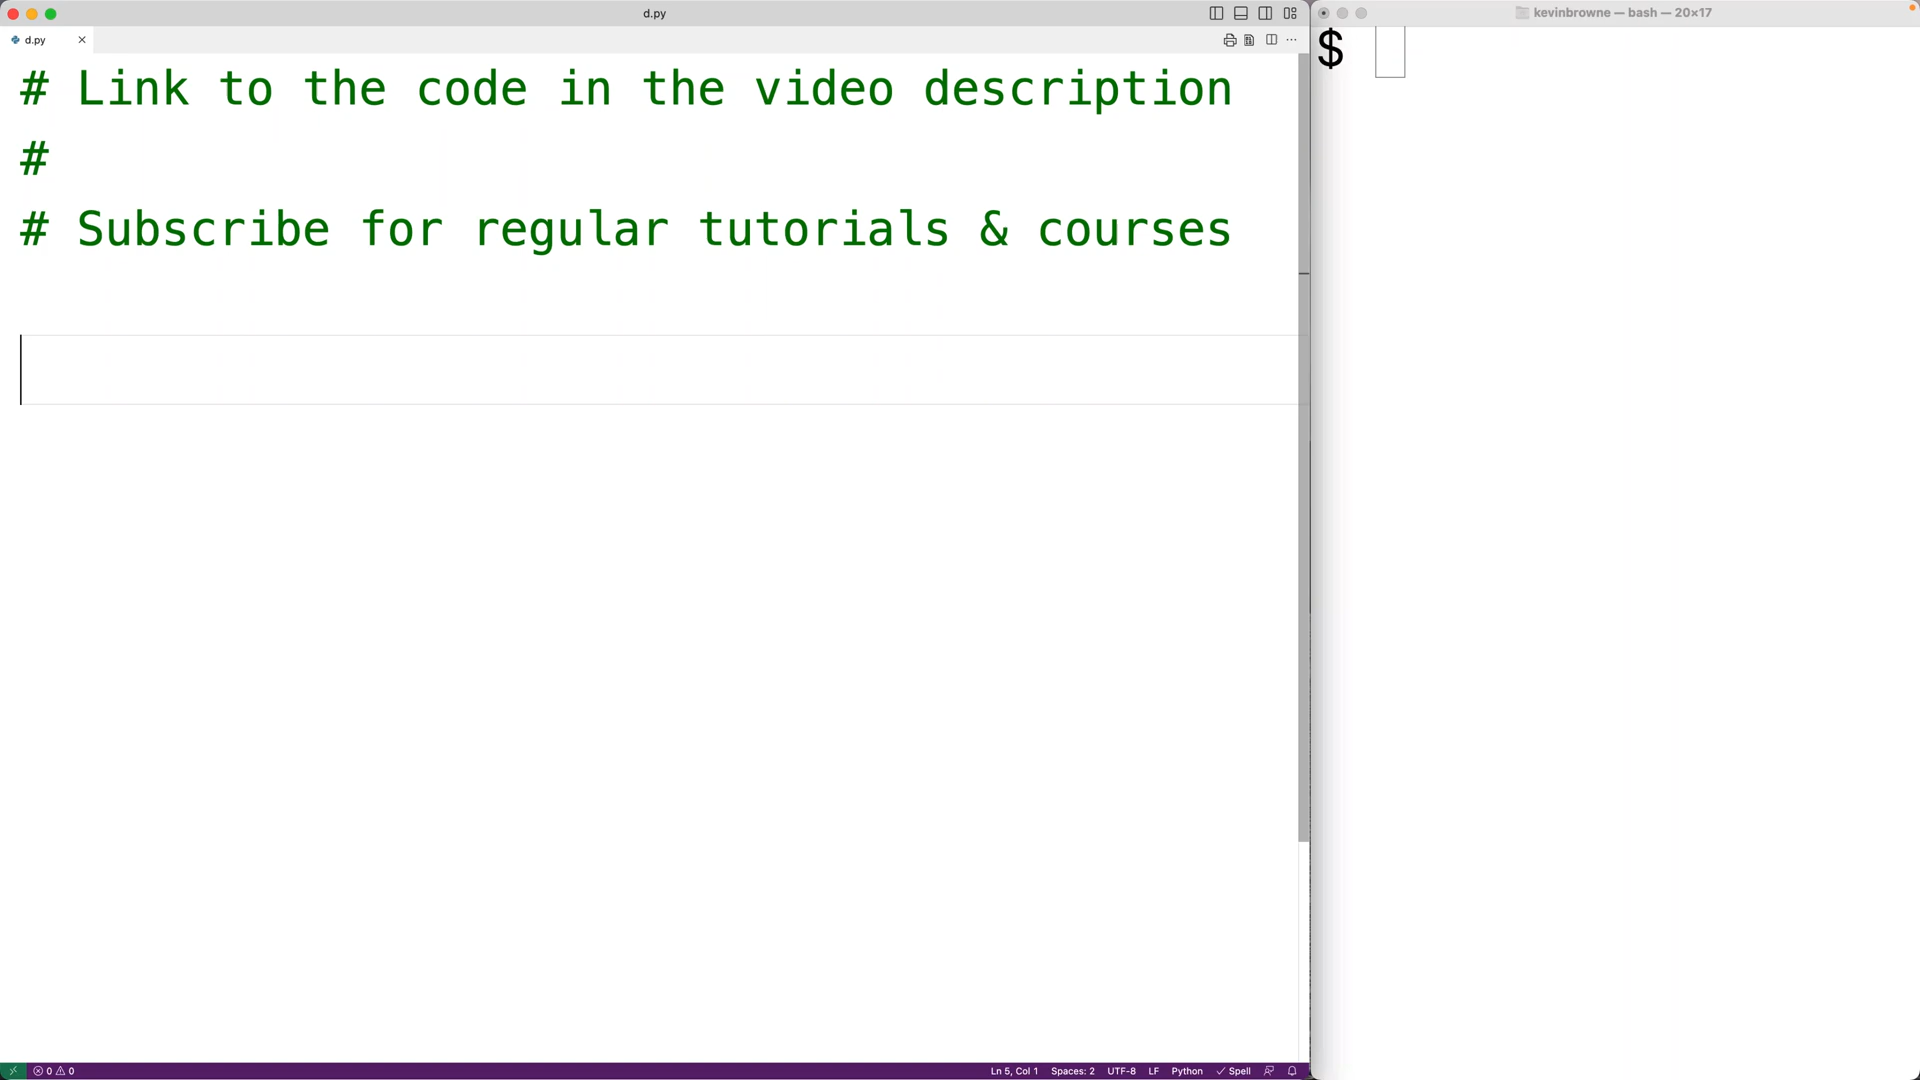 d.py
kevinbrowne — bash — 20×17
d.py
$
# Link to the code in the video description
#
# Subscribe for regular tutorials & courses
0 0
Ln 5, Col 1 Spaces: 2 UTF-8 LF Python Spell